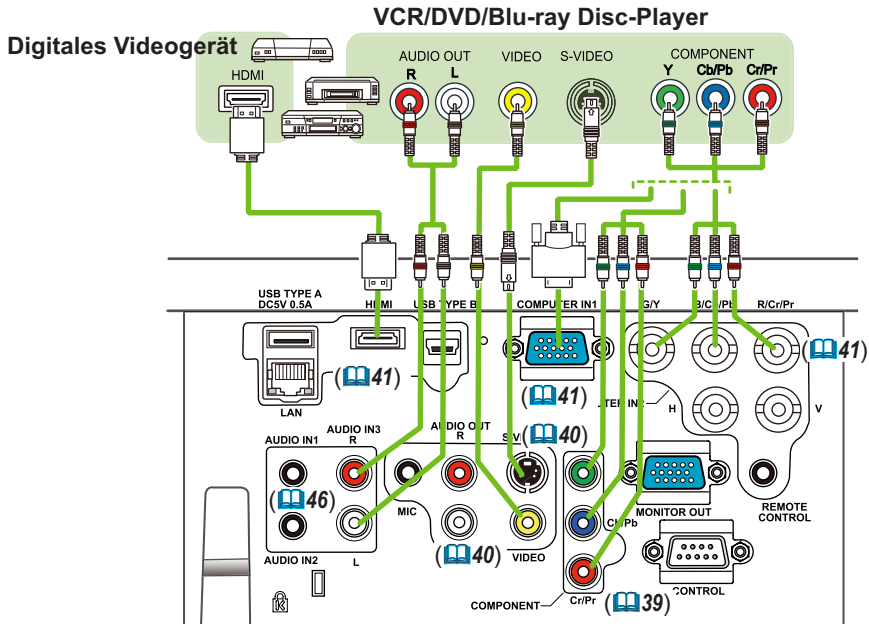 VCR/DVD/Blu-ray Disc-Player
Digitales Videogerät
HDMI
AUDIO OUT
R L
VIDEO
S-VIDEO
COMPONENT
Y Cb/Pb Cr/Pr
USB TYPE A
DC5V 0.5A
HDMI
USB TYPE B
COMPUTER IN1
G/Y
B/Cb/Pb
R/Cr/Pr
(41)
(41)
(41)
LAN
H
V
AUDIO IN1
AUDIO IN3
R
AUDIO OUT
R
(40)
(46)
MIC
Cb/Pb
MONITOR OUT
REMOTE
CONTROL
AUDIO IN2
L
(40)
VIDEO
COMPONENT
Cr/Pr
(39)
CONTROL
K